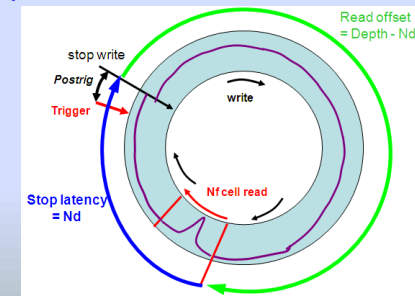 Read offset
= Depth - Nd
stop write
Postrig
Trigger
write
Nf cell read
Stop latency
= Nd